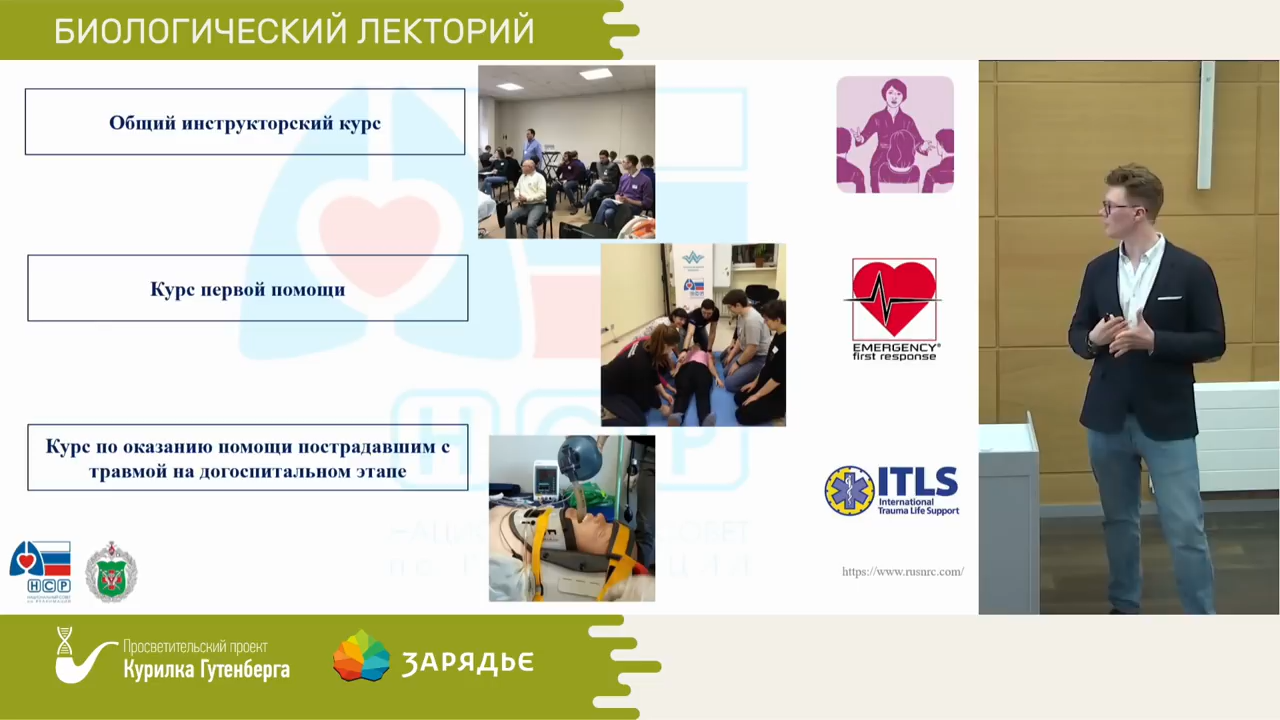 БИОЛОГИЧЕСКИЙ ЛЕКТОРИЙ
Общий инструкторский курс
Курс первой помощи
EMERGENCY®
first response
Курс по оказанию помощи пострадавшим с
травмой на догоспитальном этапе
ITLS
International
Trauma Life Support
https://www.rusnrc.com/
НСР
НСР
Просветительский проект
Курилка Гутенберга
ЗАРЯДЬЕ